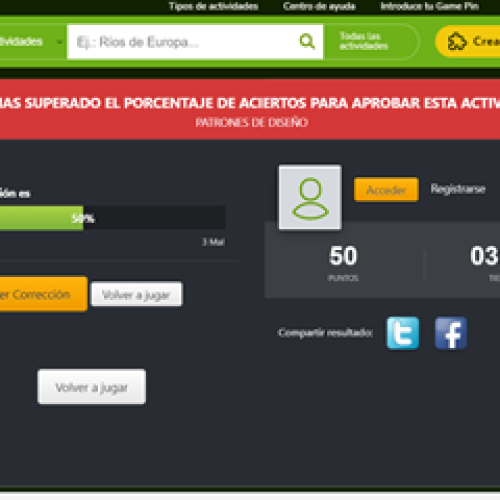 Tipos de actividades Centro de ayuda Introduce tu Game Pin
tividades Ej.: Ríos de Europa... Todas las
actividades Crea
HAS SUPERADO EL PORCENTAJE DE ACIERTOS PARA APROBAR ESTA ACTIV
PATRONES DE DISEÑO
ión es
50%
3 Mal
Acceder Registrarse
50 03
PUNTOS TIE
er Corrección Volver a jugar
Compartir resultado:
Volver a jugar